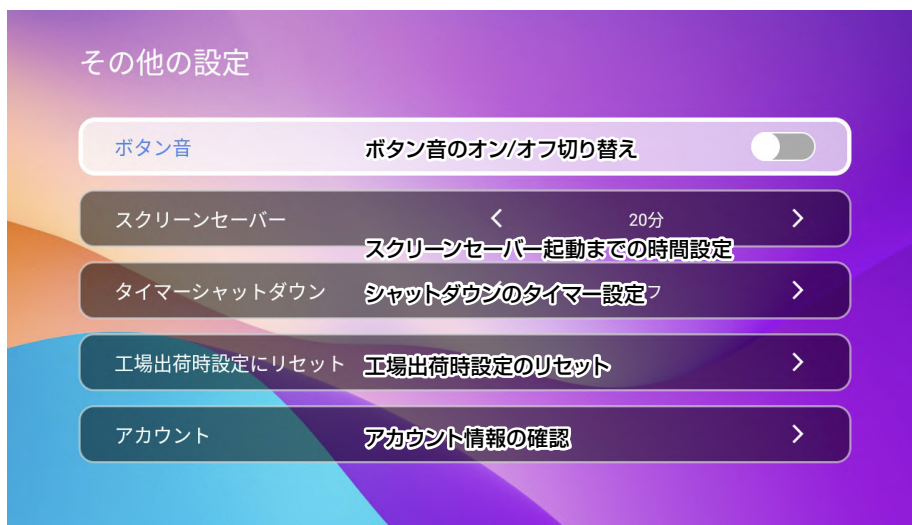 その他の設定
ボタン音 ボタン音のオン/オフ切り替え
スクリーンセーバー 20分
スクリーンセーバー起動までの時間設定
タイマーシャットダウン シャットダウンのタイマー設定フ
工場出荷時設定にリセット 工場出荷時設定のリセット
アカウント アカウント情報の確認